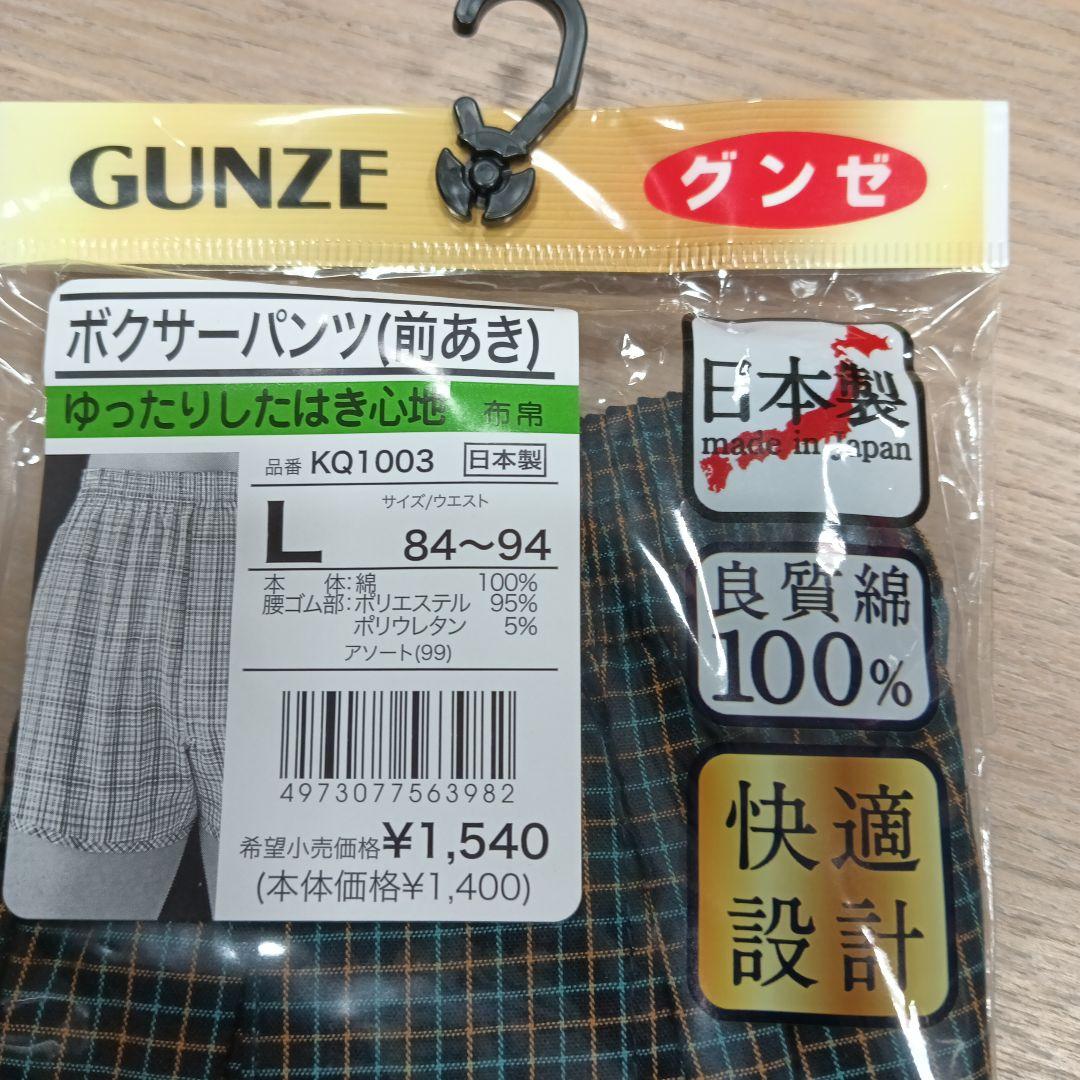 GUNZE
グンゼ
ボクサーパンツ(前あき)
ゆったりしたはき心地 布帛
品番 KQ1003 日本製
サイズ/ウエスト
L 84〜94
本 体:綿 100%
腰ゴム部:ポリエステル 95%
ポリウレタン 5%
アソート(99)
4973077563982
希望小売価格¥1,540
(本体価格¥1,400)
日本製
made in Japan
良質綿
100%
快適
設計